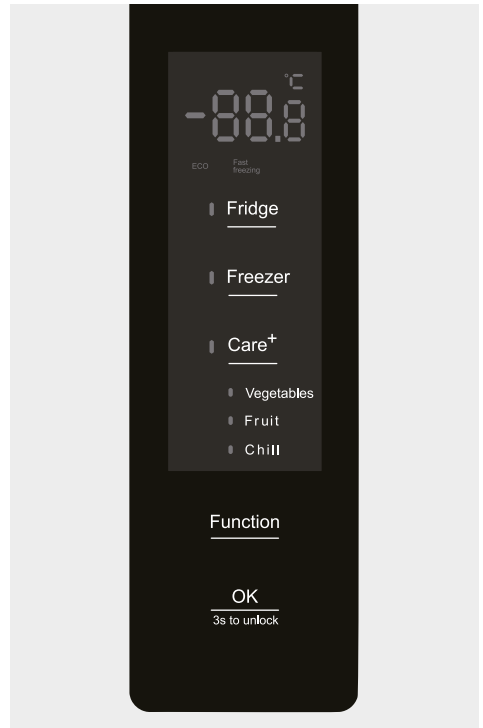 -88.8 °C
ECO
Fast
freezing
Fridge
Freezer
Care+
Vegetables
Fruit
Chill
Function
OK
3s to unlock